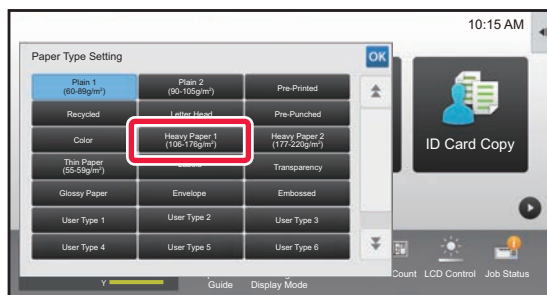 10:15 AM
Paper Type Setting
OK
Plain 1
(60-89g/m²)
Plain 2
(90-105g/m²)
Pre-Printed
Recycled
Letter Head
Pre-Punched
Color
Heavy Paper 1
(106-176g/m²)
Heavy Paper 2
(177-220g/m²)
Thin Paper
(55-59g/m²)
Labels
Transparency
Glossy Paper
Envelope
Embossed
User Type 1
User Type 2
User Type 3
User Type 4
User Type 5
User Type 6
ID Card Copy
Y
Guide
Display Mode
Count
LCD Control
Job Status